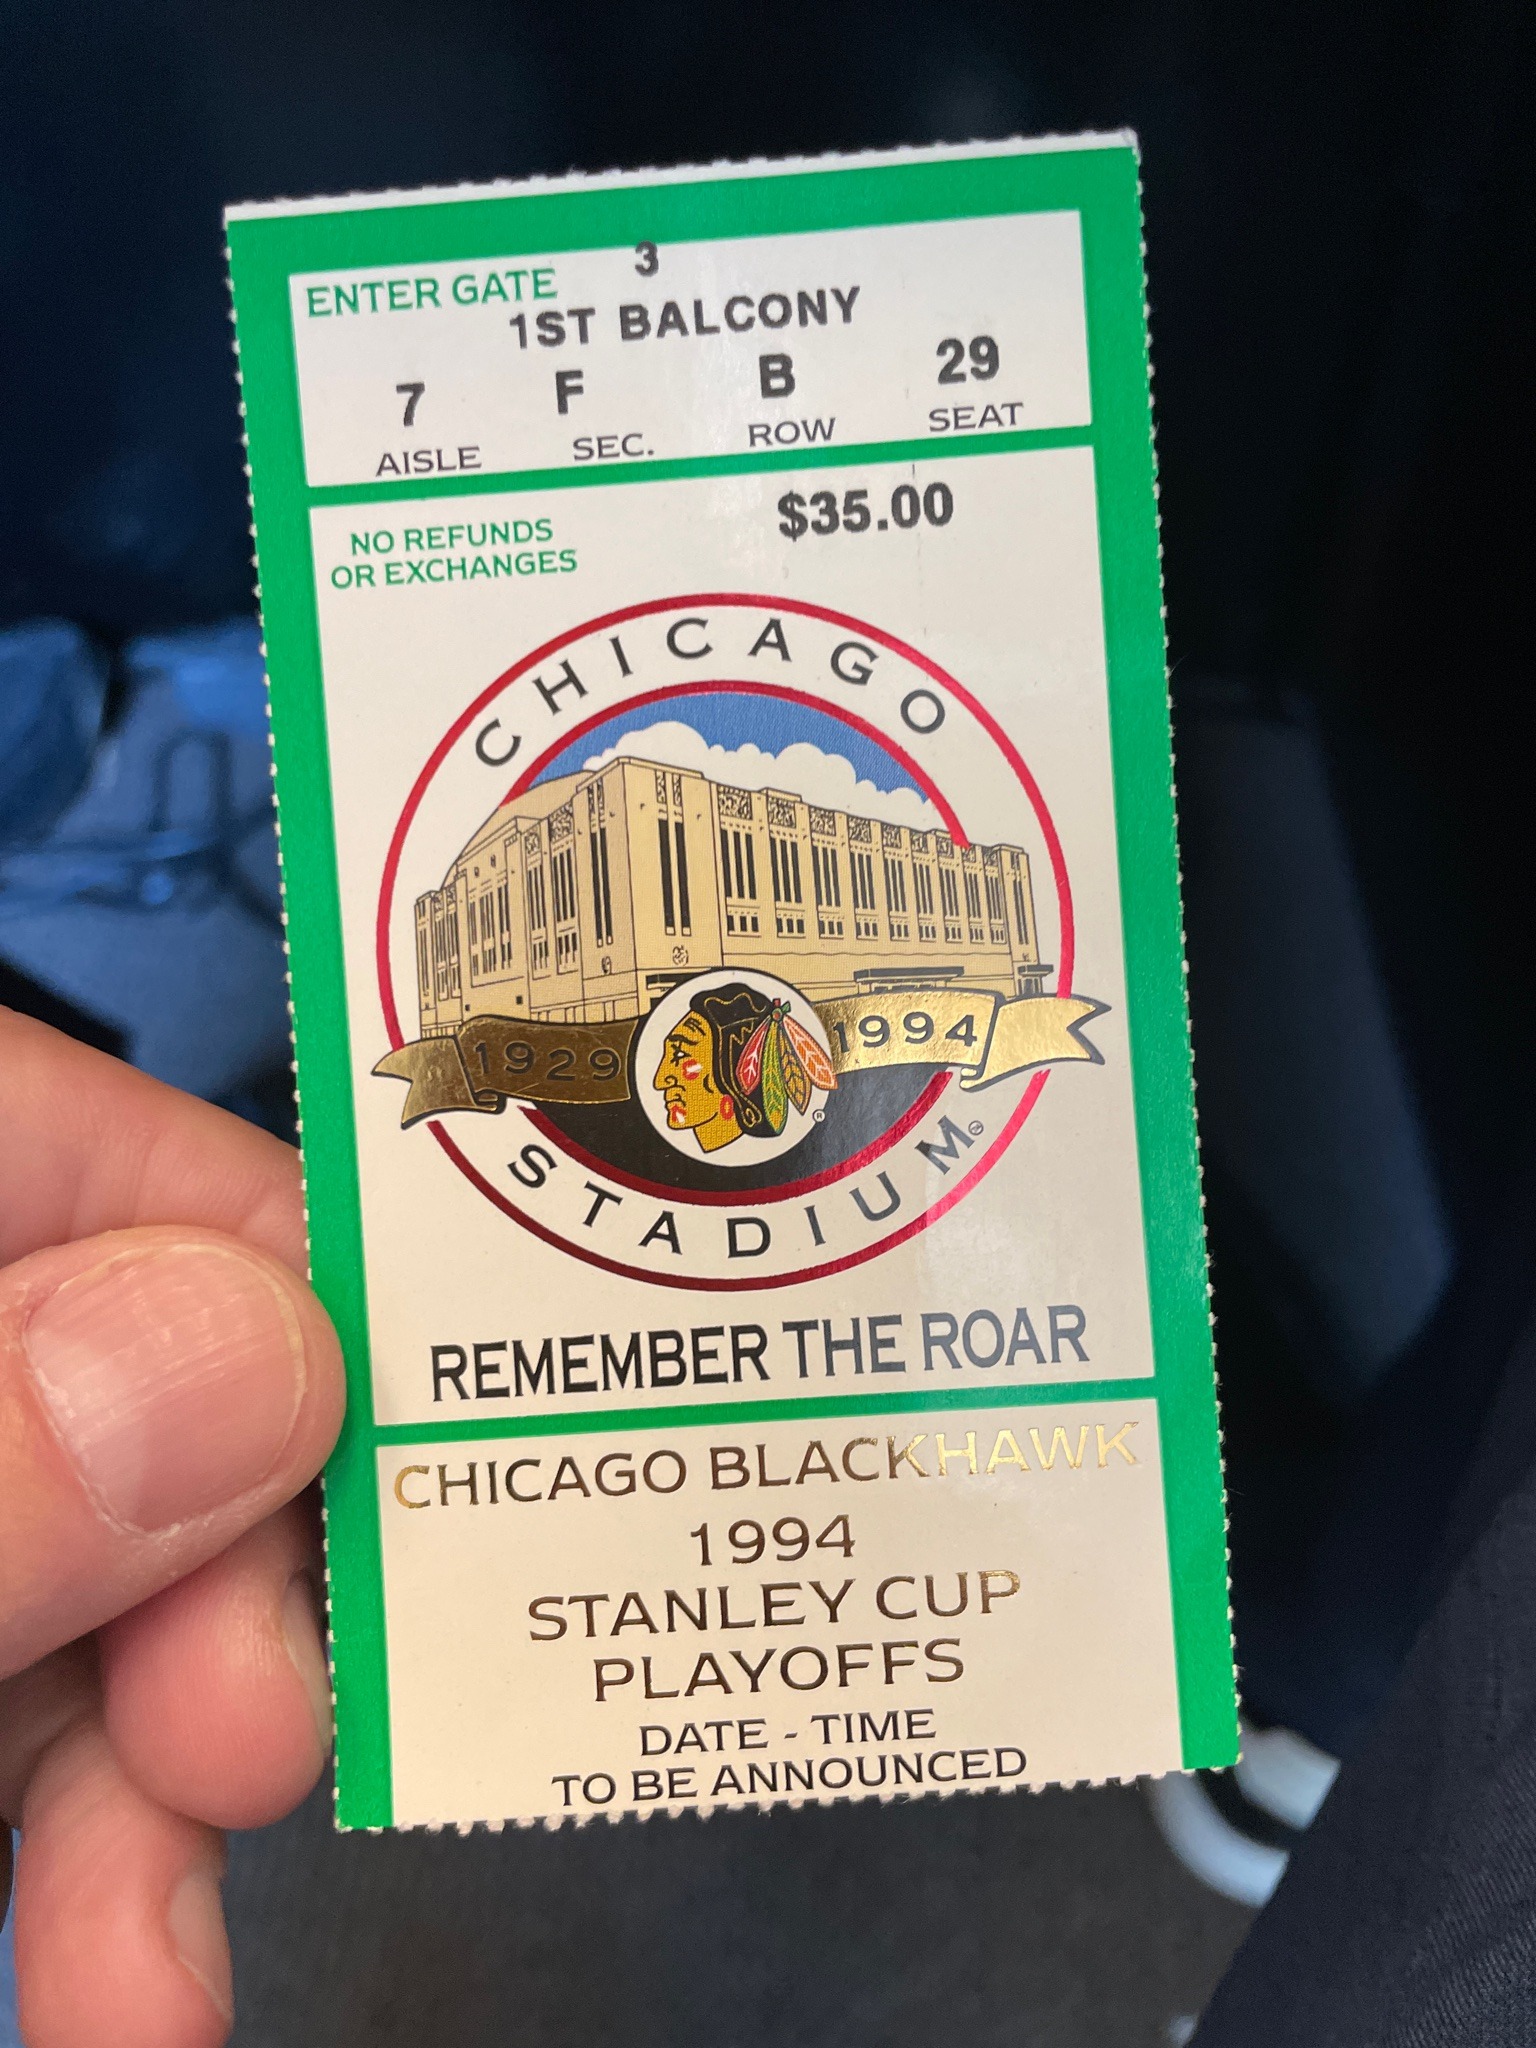 ENTER GATE 3
1ST BALCONY
7 F B 29
AISLE SEC. ROW SEAT
$35.00
NO REFUNDS
OR EXCHANGES
CHICAGO
1929 1994
STADIUM
REMEMBER THE ROAR
CHICAGO BLACKHAWK
1994
STANLEY CUP
PLAYOFFS
DATE - TIME
TO BE ANNOUNCED